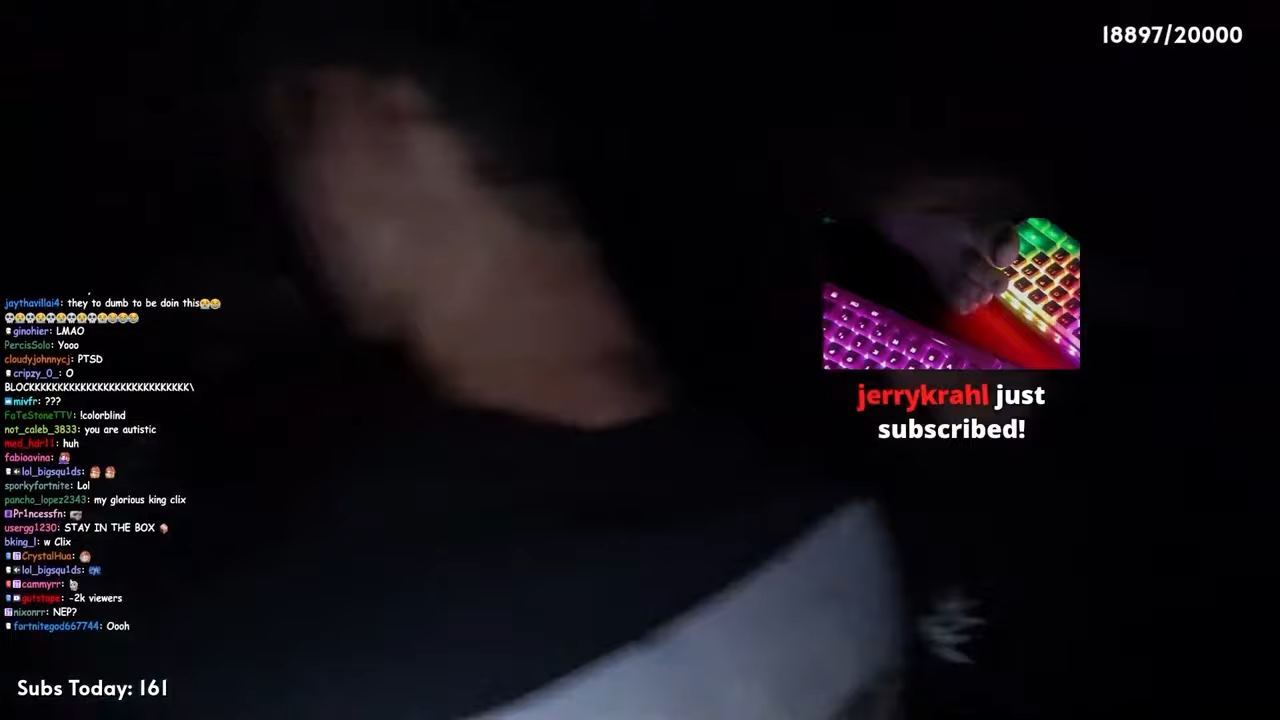 18897/20000
jaythavillai4: they to dumb to be doin this😭😂
💀😭💀😭💀😭💀😭💀😭😂😂😂
ginohier: LMAO
PercisSolo: Yooo
cloudyjohnnycj: PTSD
cripzy_0_: O
BLOCKKKKKKKKKKKKKKKKKKKKKKKKKK\
mivfr: ???
FaTeStoneTTV: !colorblind
not_caleb_3833: you are autistic
med_hdr11: huh
fabioavina:
lol_bigsqu1ds:
sporkyfortnite: Lol
pancho_lopez2343: my glorious king clix
Pr1ncessfn:
usergg1230: STAY IN THE BOX
bking_l: w Clix
CrystalHua:
lol_bigsqu1ds:
cammyrr:
gutstape: -2k viewers
nixonrr: NEP?
fortnitegod667744: Oooh
jerrykrahl just
subscribed!
Subs Today: 161